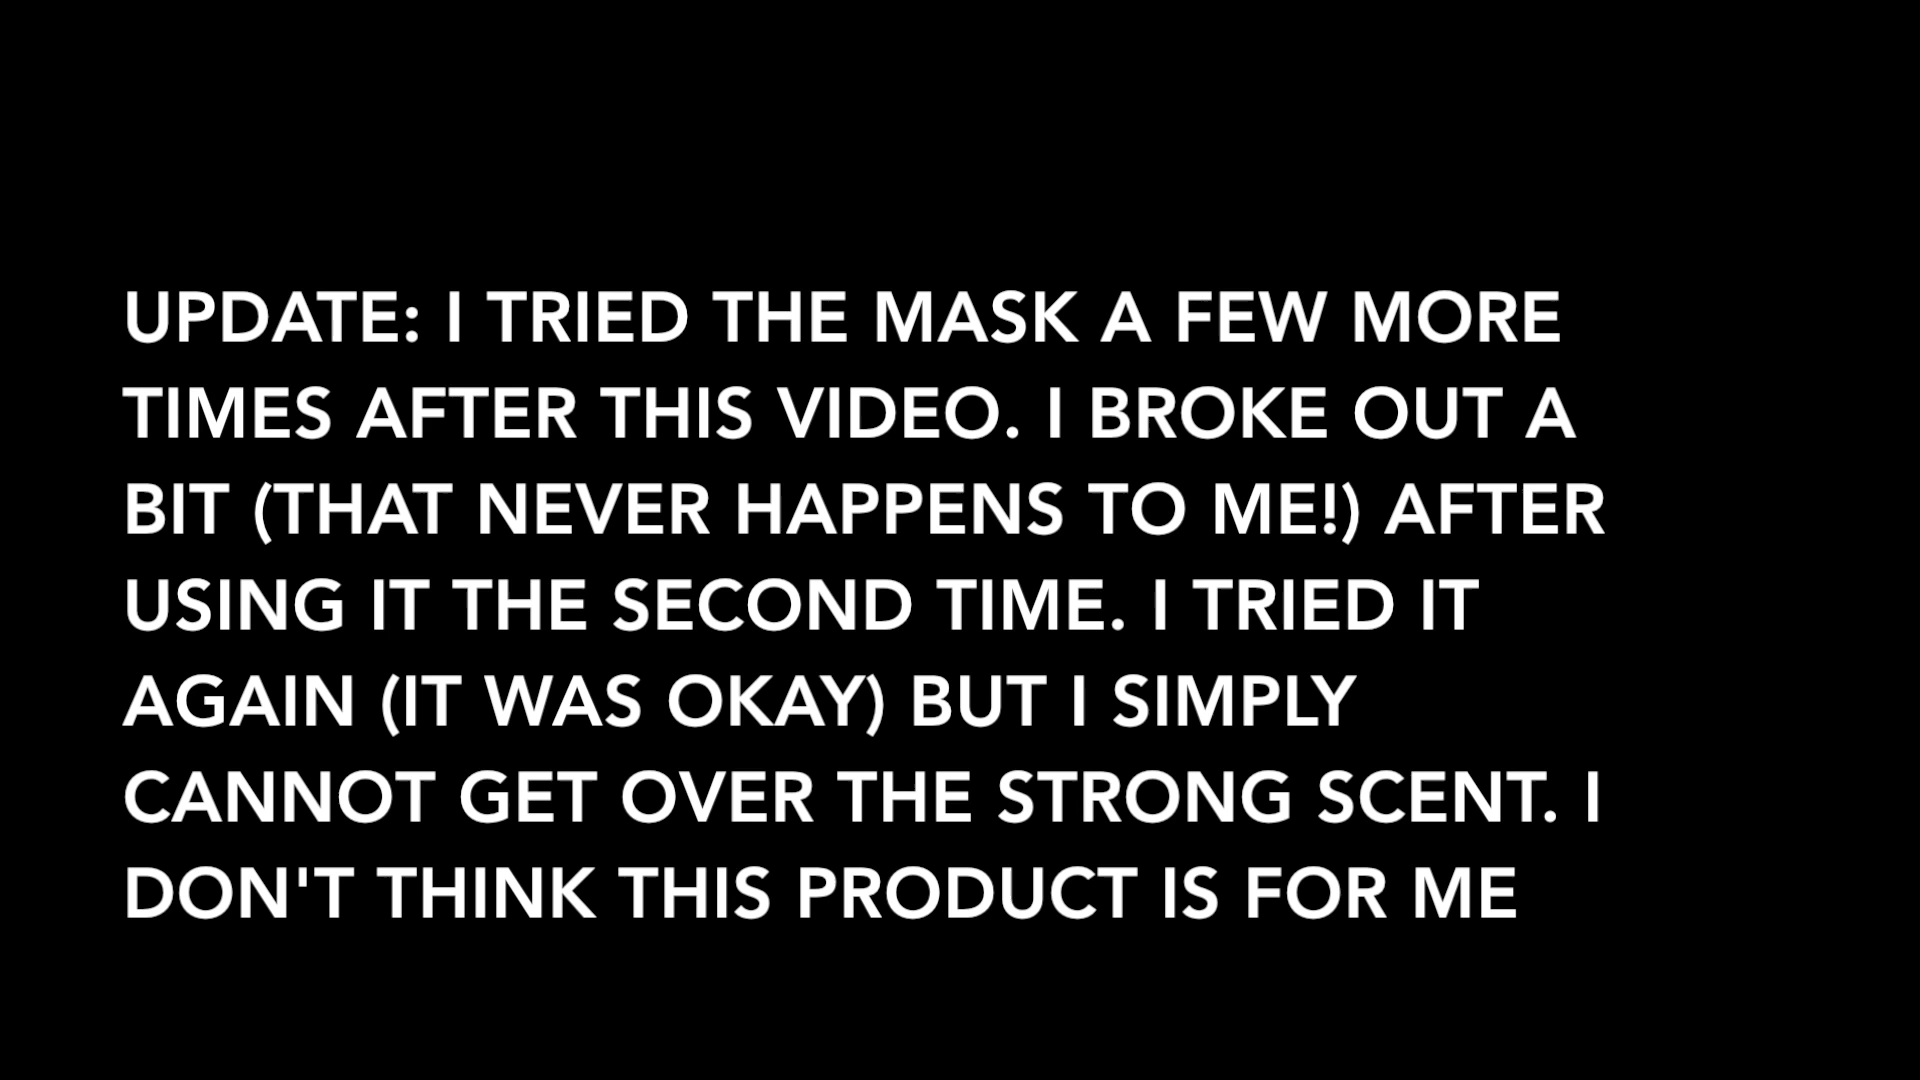 UPDATE: I TRIED THE MASK A FEW MORE
TIMES AFTER THIS VIDEO. I BROKE OUT A
BIT (THAT NEVER HAPPENS TO ME!) AFTER
USING IT THE SECOND TIME. I TRIED IT
AGAIN (IT WAS OKAY) BUT I SIMPLY
CANNOT GET OVER THE STRONG SCENT. I
DON'T THINK THIS PRODUCT IS FOR ME